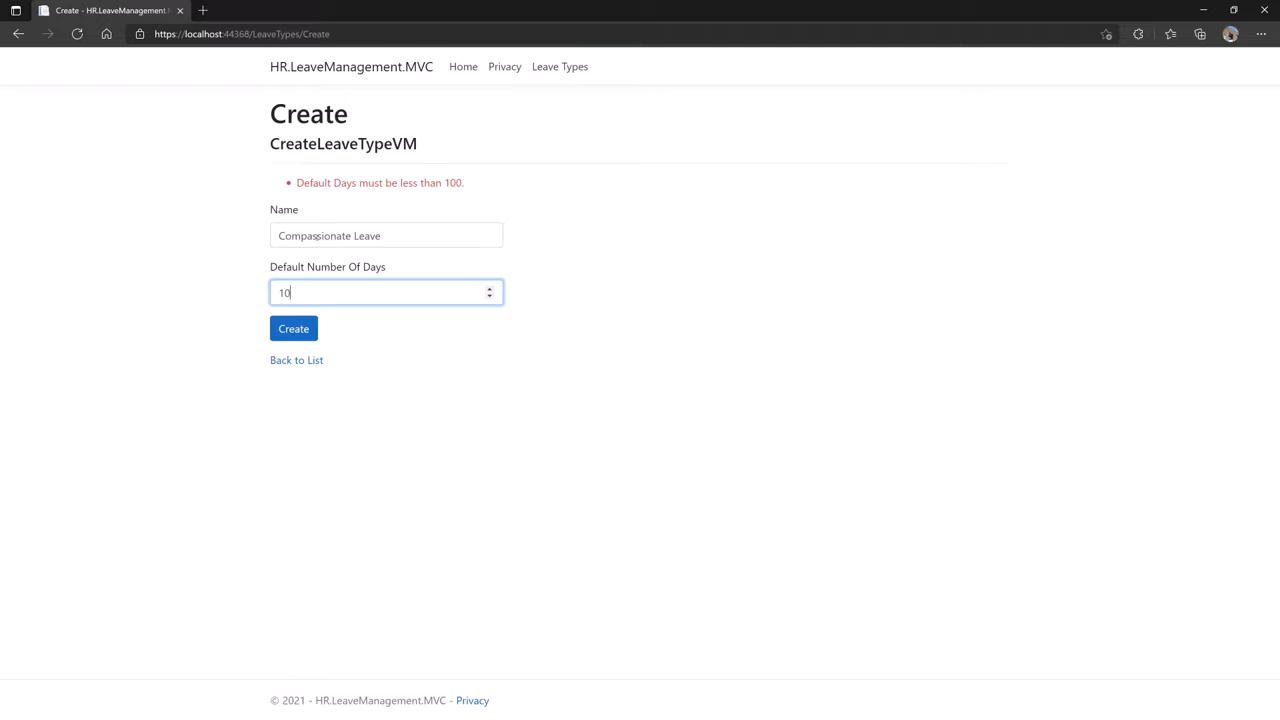 Create - HR.LeaveManagement.M
https://localhost:44368/LeaveTypes/Create
HR.LeaveManagement.MVC Home Privacy Leave Types
Create
CreateLeaveTypeVM
Default Days must be less than 100.
Name
Compassionate Leave
Default Number Of Days
10
Create
Back to List
© 2021 - HR.LeaveManagement.MVC - Privacy